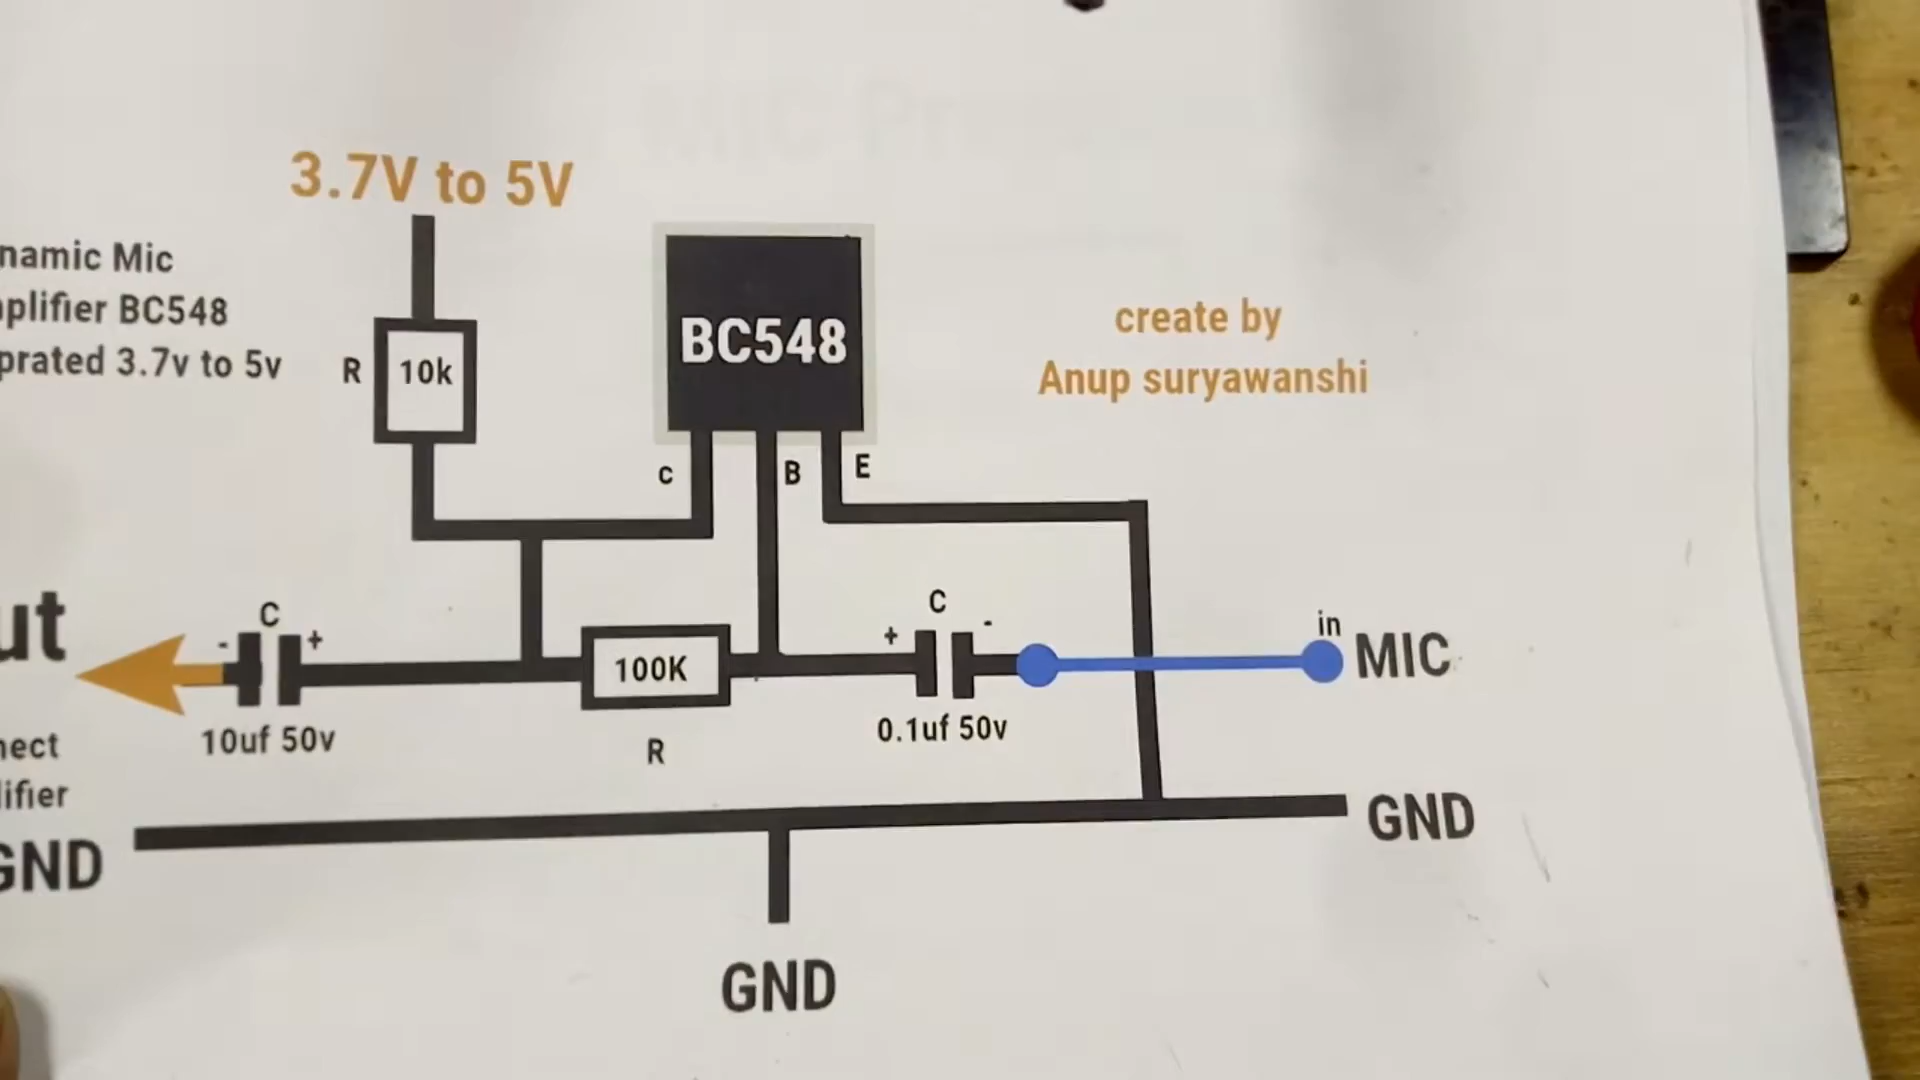 3.7V to 5V
namic Mic
plifier BC548
prated 3.7v to 5v
R
10k
BC548
create by
Anup suryawanshi
c
B
E
ut
-
C
+
10uf 50v
100K
R
+
C
-
0.1uf 50v
in
MIC
nect
lifier
GND
GND
GND